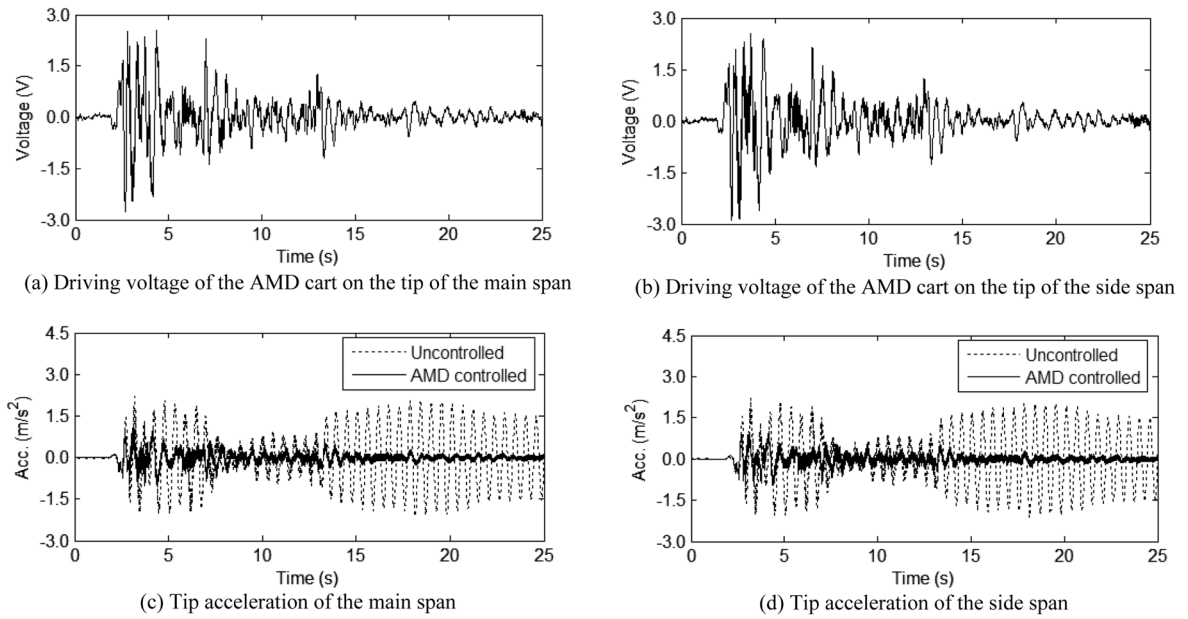 3.0
1.5
0.0
-1.5
-3.0
Voltage (V)
0 5 10 15 20 25
Time (s)
(a) Driving voltage of the AMD cart on the tip of the main span
3.0
1.5
0.0
-1.5
-3.0
Voltage (V)
0 5 10 15 20 25
Time (s)
(b) Driving voltage of the AMD cart on the tip of the side span
4.5
3.0
1.5
0.0
-1.5
-3.0
Acc. (m/s²)
Uncontrolled
AMD controlled
0 5 10 15 20 25
Time (s)
(c) Tip acceleration of the main span
4.5
3.0
1.5
0.0
-1.5
-3.0
Acc. (m/s²)
Uncontrolled
AMD controlled
0 5 10 15 20 25
Time (s)
(d) Tip acceleration of the side span